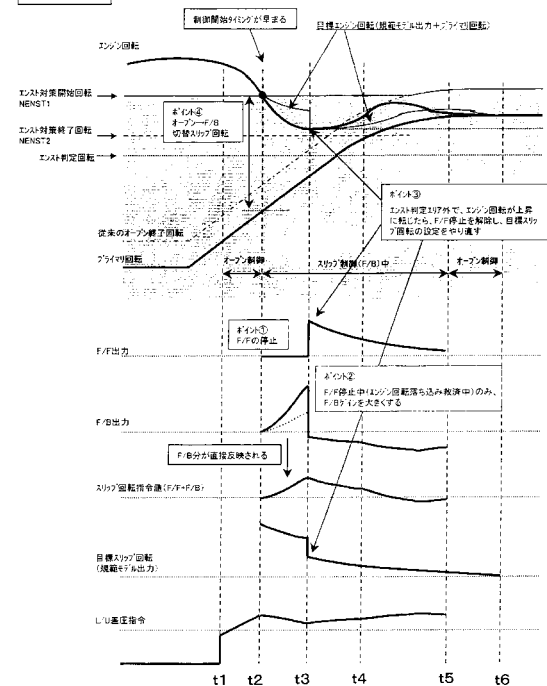 制御開始タイミングが早まる
目標エンジン回転(規範モデル出力+プライマリ回転)
エンジン回転
エンスト対策開始回転
NENST1
ポイント④
オープン→F/B
切替スリップ回転
エンスト対策終了回転
NENST2
エンスト判定回転
ポイント③
エンスト判定エリア外で、エンジン回転が上昇
に転じたら、F/F停止を解除し、目標スリッ
プ回転の設定をやり直す
従来のオープン終了回転
プライマリ回転
オープン制御
スリップ制御(F/B)中
オープン制御
ポイント①
F/Fの停止
F/F出力
ポイント②
F/F停止中(エンジン回転落ち込み救済中)のみ、
F/Bゲインを大きくする
F/B出力
F/B分が直接反映される
スリップ回転指令値(F/F+F/B)
目標スリップ回転
(規範モデル出力)
L/U差圧指令
t1 t2 t3 t4 t5 t6